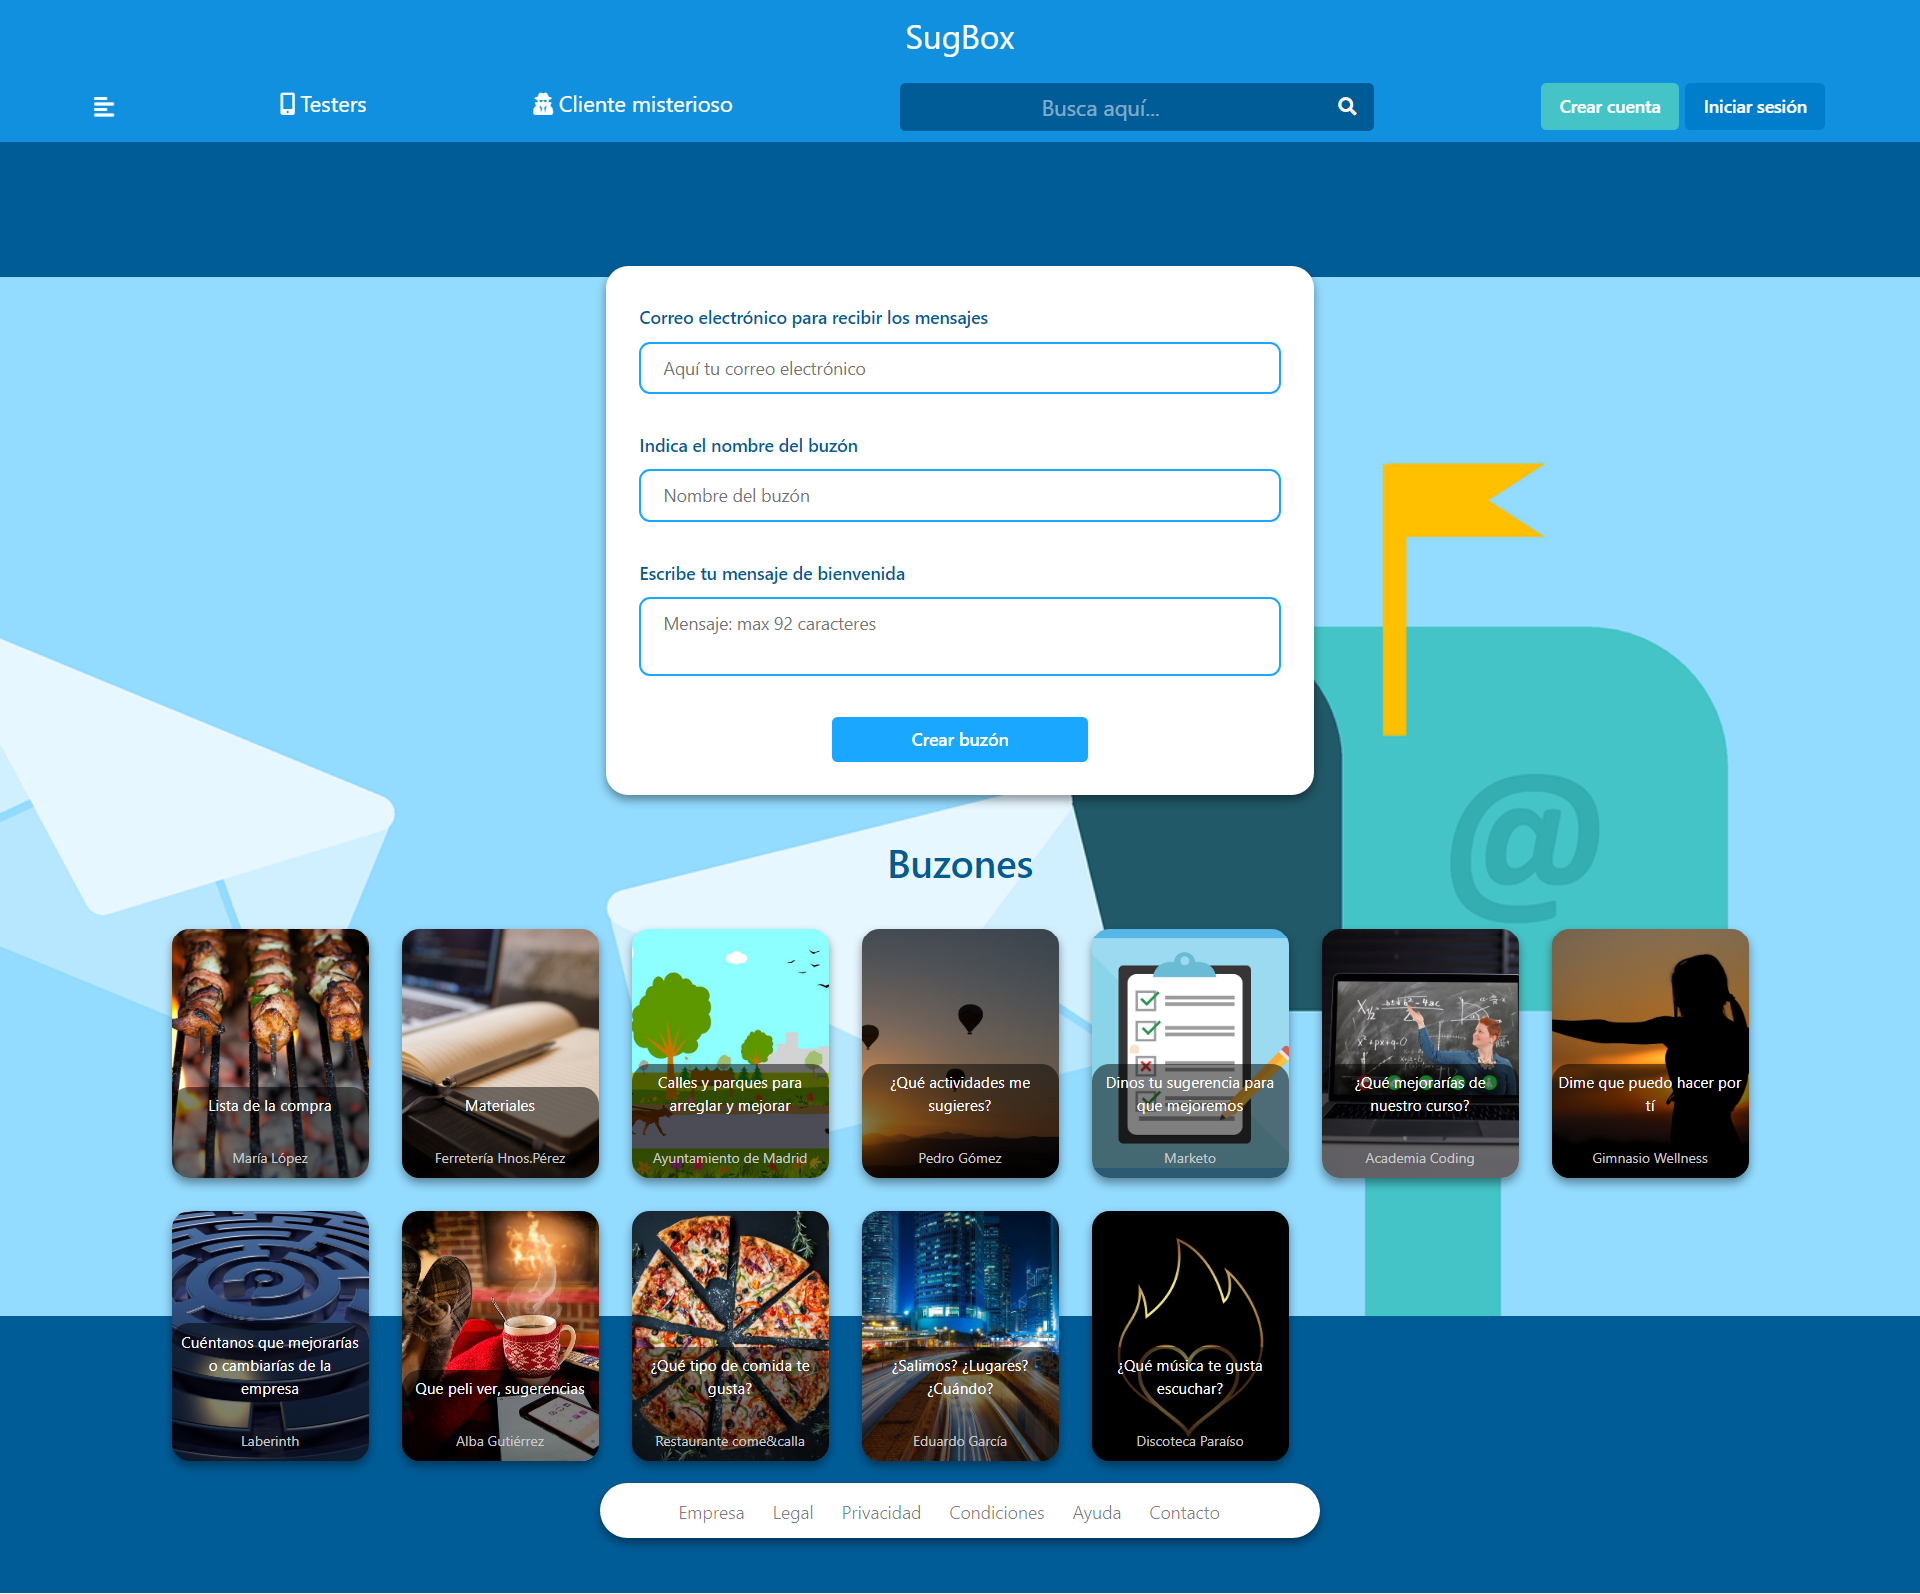 SugBox
Testers
Cliente misterioso
Busca aquí...
Crear cuenta
Iniciar sesión
Correo electrónico para recibir los mensajes
Aquí tu correo electrónico
Indica el nombre del buzón
Nombre del buzón
Escribe tu mensaje de bienvenida
Mensaje: max 92 caracteres
Crear buzón
@
Buzones
Lista de la compra
María López
Materiales
Ferretería Hnos.Pérez
Calles y parques para
arreglar y mejorar
Ayuntamiento de Madrid
¿Qué actividades me
sugieres?
Pedro Gómez
Dinos tu sugerencia para
que mejoremos
Marketo
¿Qué mejorarías de
nuestro curso?
Academia Coding
Dime que puedo hacer por
tí
Gimnasio Wellness
Cuéntanos que mejorarías
o cambiarías de la
empresa
Laberinth
Que peli ver, sugerencias
Alba Gutiérrez
¿Qué tipo de comida te
gusta?
Restaurante come&calla
¿Salimos? ¿Lugares?
¿Cuándo?
Eduardo García
¿Qué música te gusta
escuchar?
Discoteca Paraíso
Empresa
Legal
Privacidad
Condiciones
Ayuda
Contacto